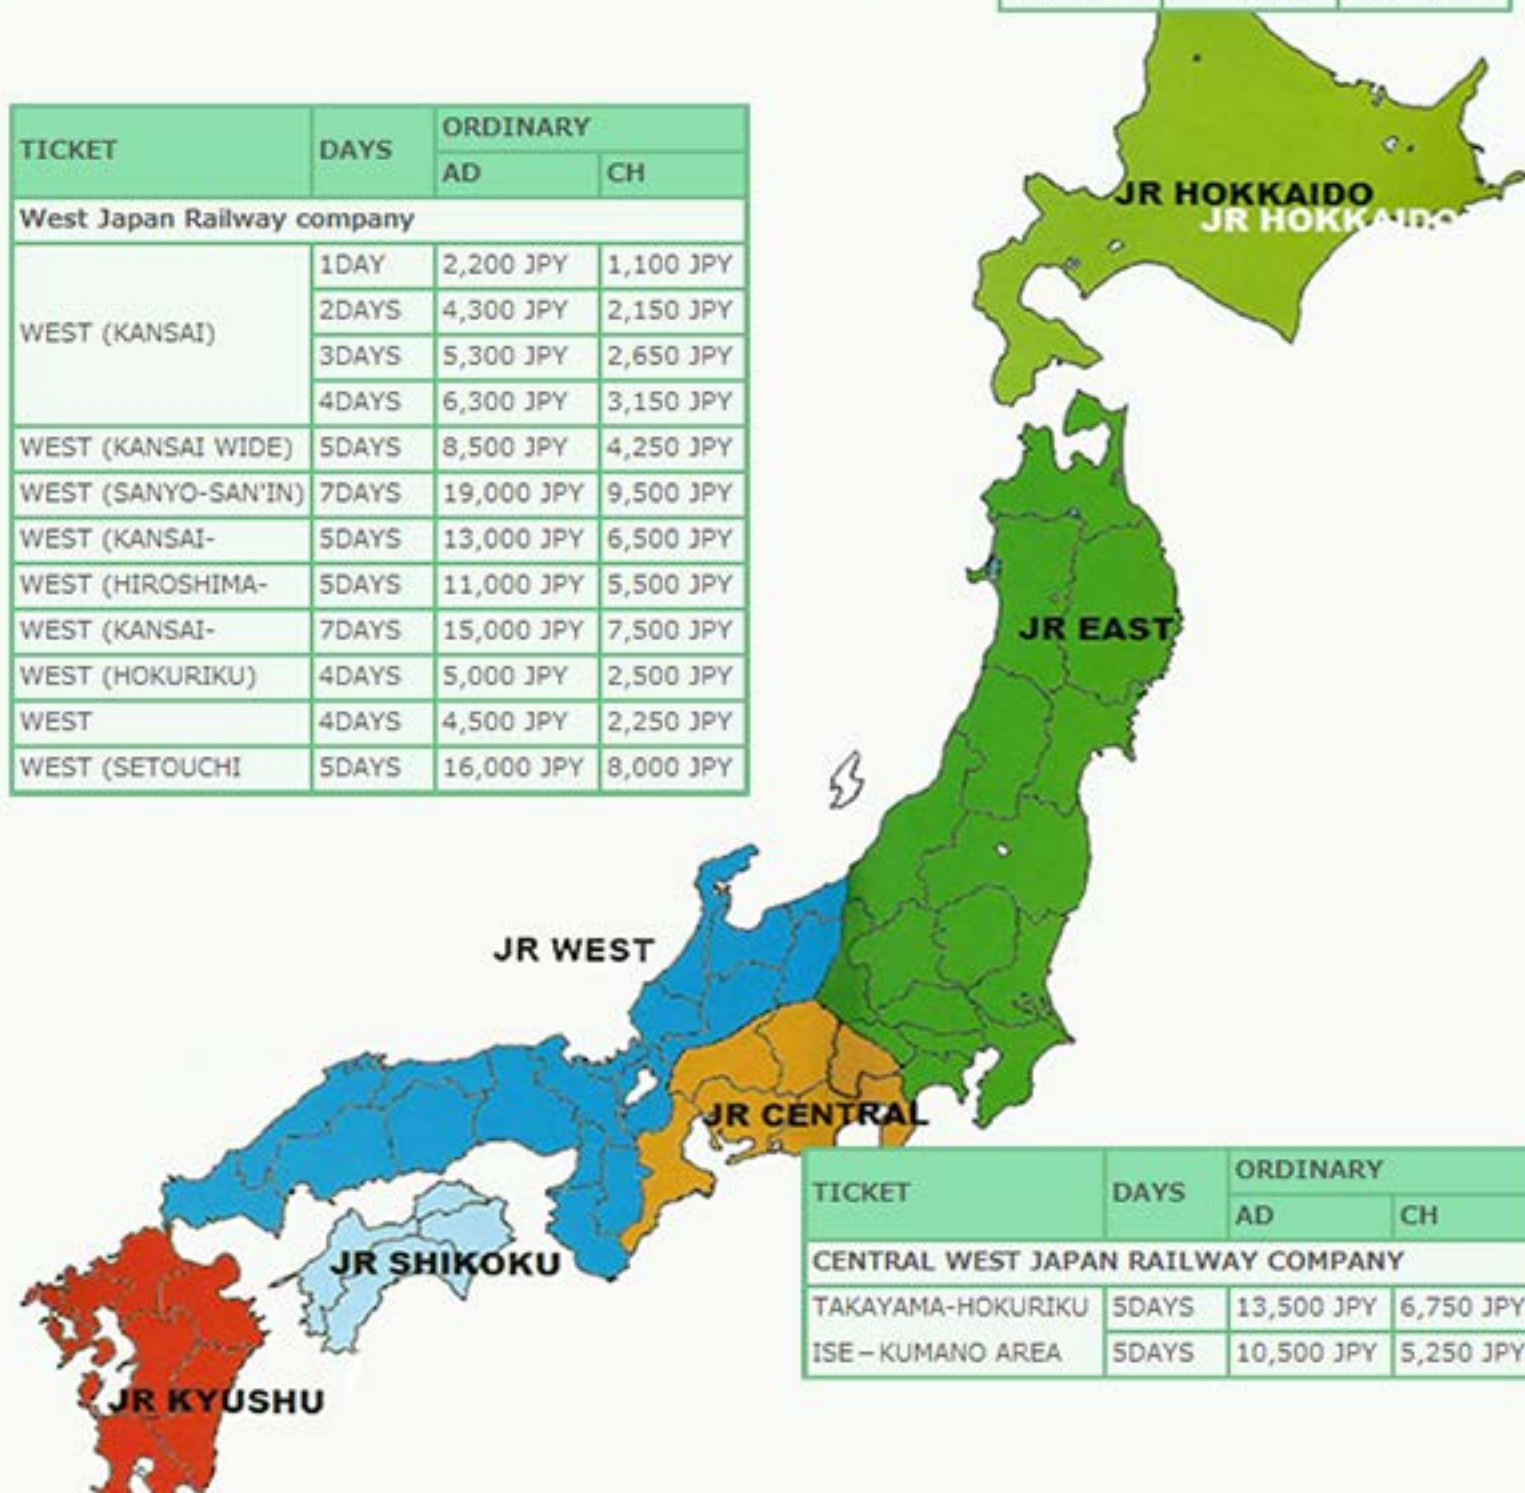 TICKET DAYS ORDINARY
AD CH
West Japan Railway company
WEST (KANSAI) 1DAY 2,200 JPY 1,100 JPY
2DAYS 4,300 JPY 2,150 JPY
3DAYS 5,300 JPY 2,650 JPY
4DAYS 6,300 JPY 3,150 JPY
WEST (KANSAI WIDE) 5DAYS 8,500 JPY 4,250 JPY
WEST (SANYO-SAN'IN) 7DAYS 19,000 JPY 9,500 JPY
WEST (KANSAI- 5DAYS 13,000 JPY 6,500 JPY
WEST (HIROSHIMA- 5DAYS 11,000 JPY 5,500 JPY
WEST (KANSAI- 7DAYS 15,000 JPY 7,500 JPY
WEST (HOKURIKU) 4DAYS 5,000 JPY 2,500 JPY
WEST 4DAYS 4,500 JPY 2,250 JPY
WEST (SETOUCHI 5DAYS 16,000 JPY 8,000 JPY
JR HOKKAIDO
JR HOKKAIDO
JR EAST
JR WEST
JR CENTRAL
JR SHIKOKU
JR KYUSHU
TICKET DAYS ORDINARY
AD CH
CENTRAL WEST JAPAN RAILWAY COMPANY
TAKAYAMA-HOKURIKU 5DAYS 13,500 JPY 6,750 JPY
ISE–KUMANO AREA 5DAYS 10,500 JPY 5,250 JPY